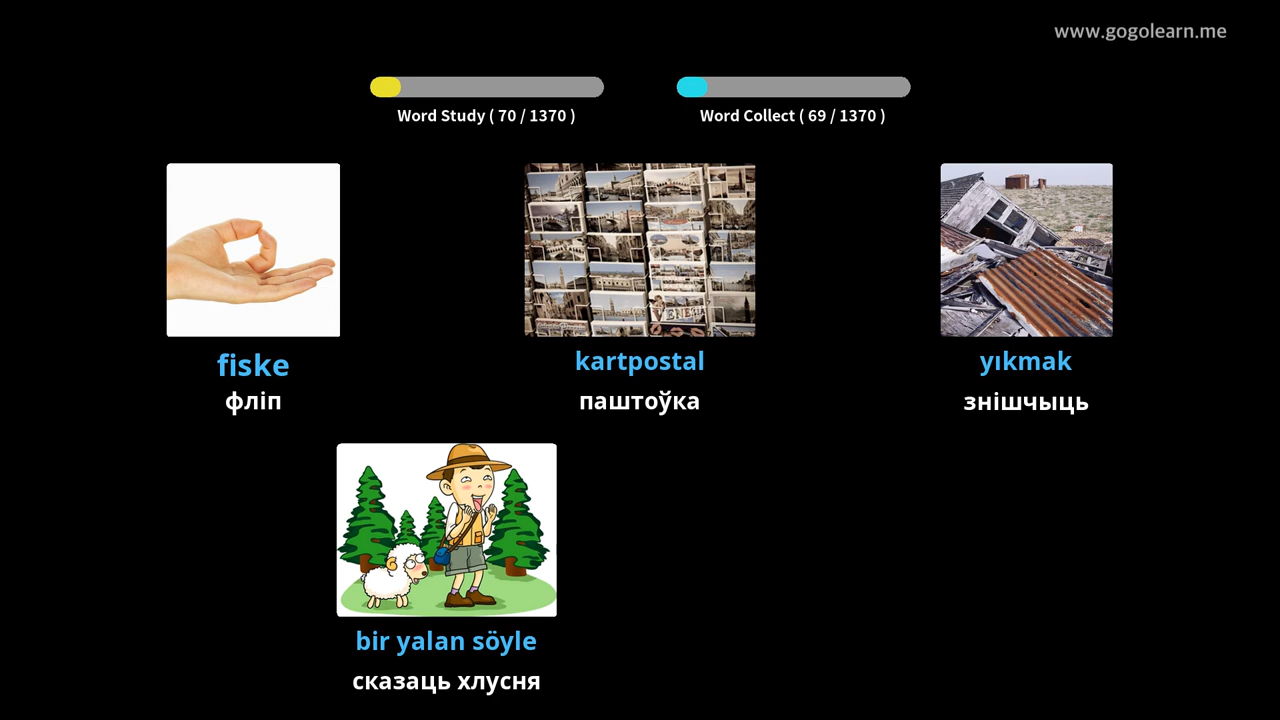 www.gogolearn.me
Word Study ( 70 / 1370 )
Word Collect ( 69 / 1370 )
fiske
kartpostal
yıkmak
фліп
паштоўка
знішчыць
bir yalan söyle
сказаць хлусня